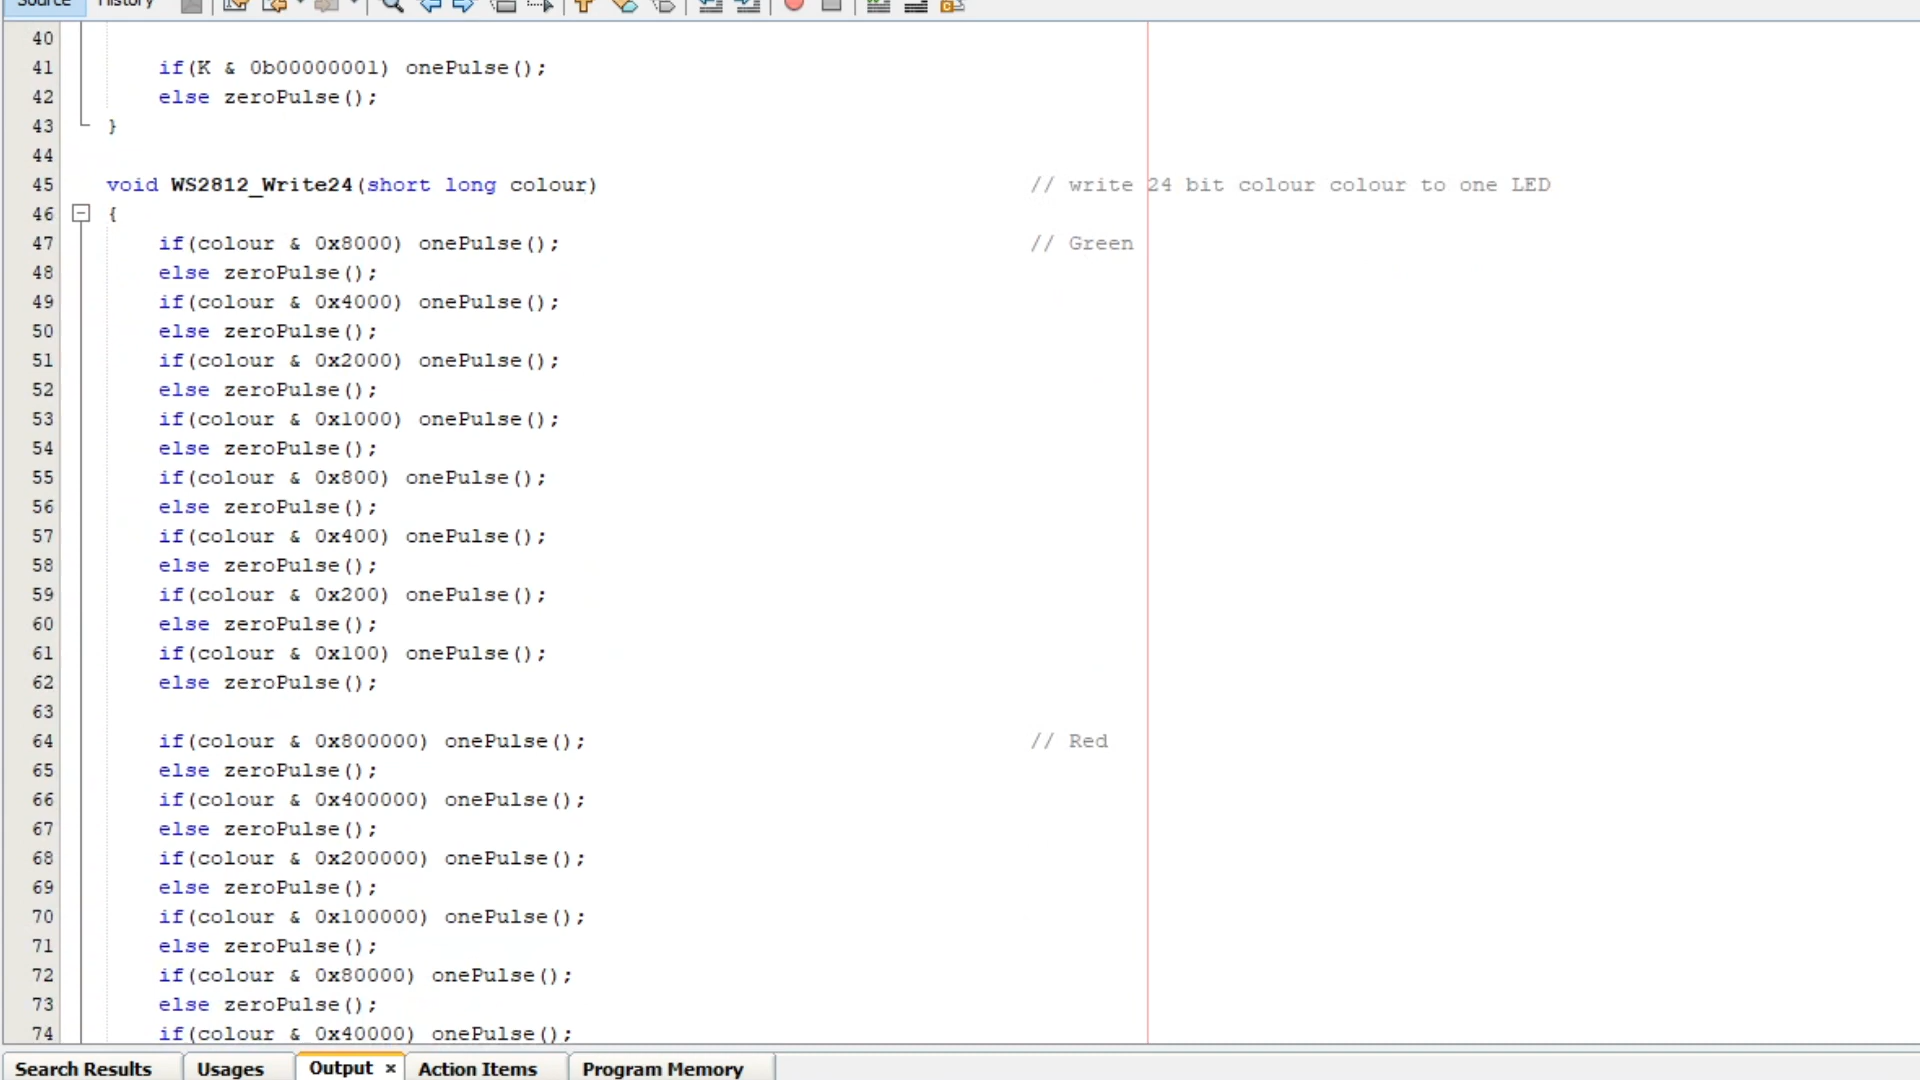 Source History
40
41 if(K & 0b00000001) onePulse();
42 else zeroPulse();
43 }
44
45 void WS2812_Write24(short long colour) // write 24 bit colour colour to one LED
46 {
47 if(colour & 0x8000) onePulse(); // Green
48 else zeroPulse();
49 if(colour & 0x4000) onePulse();
50 else zeroPulse();
51 if(colour & 0x2000) onePulse();
52 else zeroPulse();
53 if(colour & 0x1000) onePulse();
54 else zeroPulse();
55 if(colour & 0x800) onePulse();
56 else zeroPulse();
57 if(colour & 0x400) onePulse();
58 else zeroPulse();
59 if(colour & 0x200) onePulse();
60 else zeroPulse();
61 if(colour & 0x100) onePulse();
62 else zeroPulse();
63
64 if(colour & 0x800000) onePulse(); // Red
65 else zeroPulse();
66 if(colour & 0x400000) onePulse();
67 else zeroPulse();
68 if(colour & 0x200000) onePulse();
69 else zeroPulse();
70 if(colour & 0x100000) onePulse();
71 else zeroPulse();
72 if(colour & 0x80000) onePulse();
73 else zeroPulse();
74 if(colour & 0x40000) onePulse();
Search Results Usages Output × Action Items Program Memory